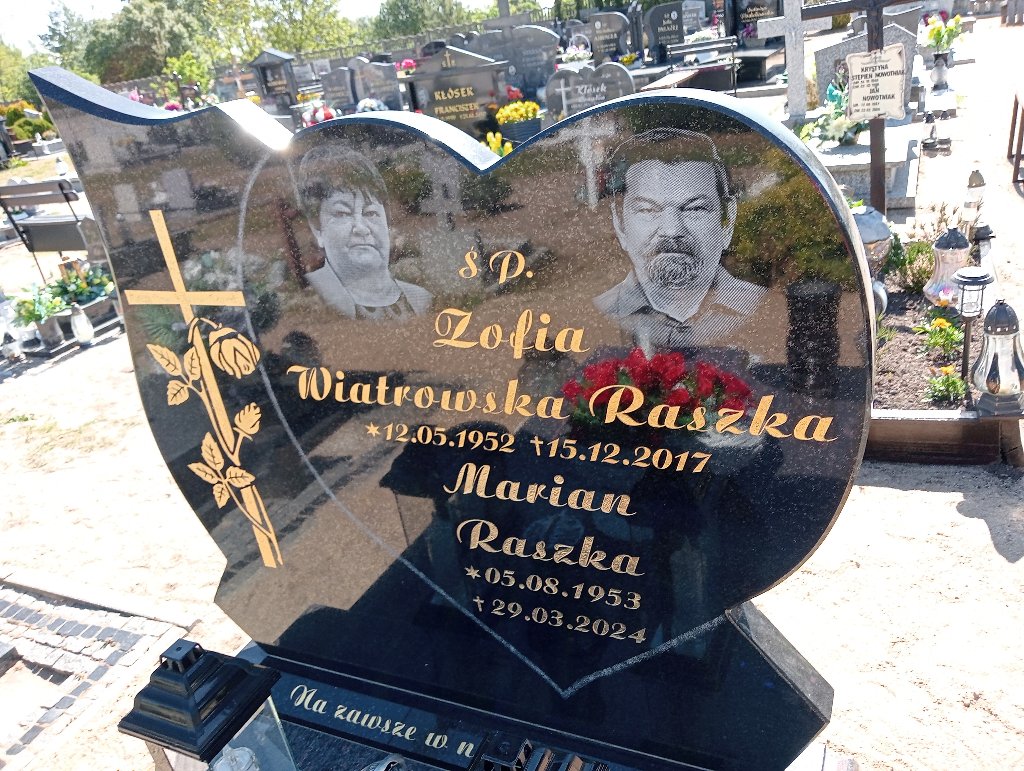 Ś P.
Zofia
Wiatrowska Raszka
*12.05.1952 †15.12.2017
Marian
Raszka
*05.08.1953
†29.03.2024
Na zawsze w n
KŁOSEK
FRANCISZEK
Kłosek
KRYSTYNA
STĘPIEŃ NOWOTNIAK
JAN
NOWOTNIAK